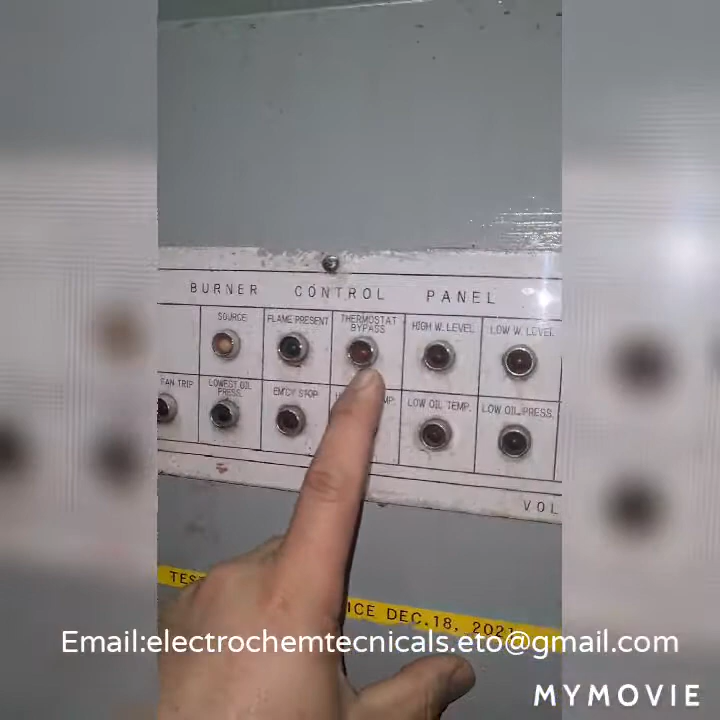 BURNER CONTROL PANEL
SOURCE
FLAME PRESENT
THERMOSTAT
BYPASS
HIGH W. LEVEL
LOW W. LEVEL
FAN TRIP
LOWEST OIL
PRESS.
EM'CY STOP
LOW OIL TEMP.
LOW OIL PRESS.
VOL
DEC.18, 2021
Email:electrochemtecnicals.eto@gmail.com
MYMOVIE